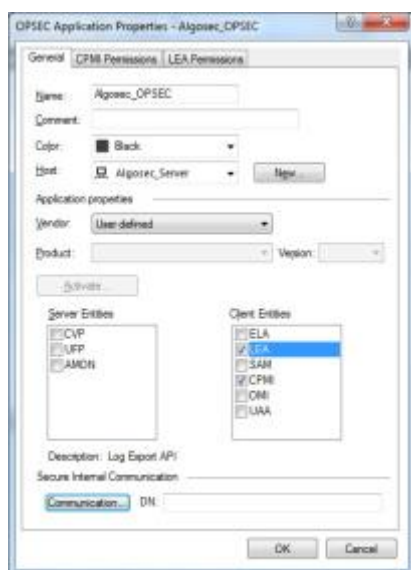 OPSEC Application Properties - Algosec_OPSEC
General CPMI Permissions LEA Permissions
Name: Algosec_OPSEC
Comment:
Color: Black
Host: Algosec_Server New...
Application properties
Vendor: User defined
Product: Version:
Activate...
Server Entities Client Entities
CVP ELA
UFP LEA
AMON SAM
CPMI
OMI
UAA
Description: Log Export API
Secure Internal Communication
Communication... DN:
OK Cancel